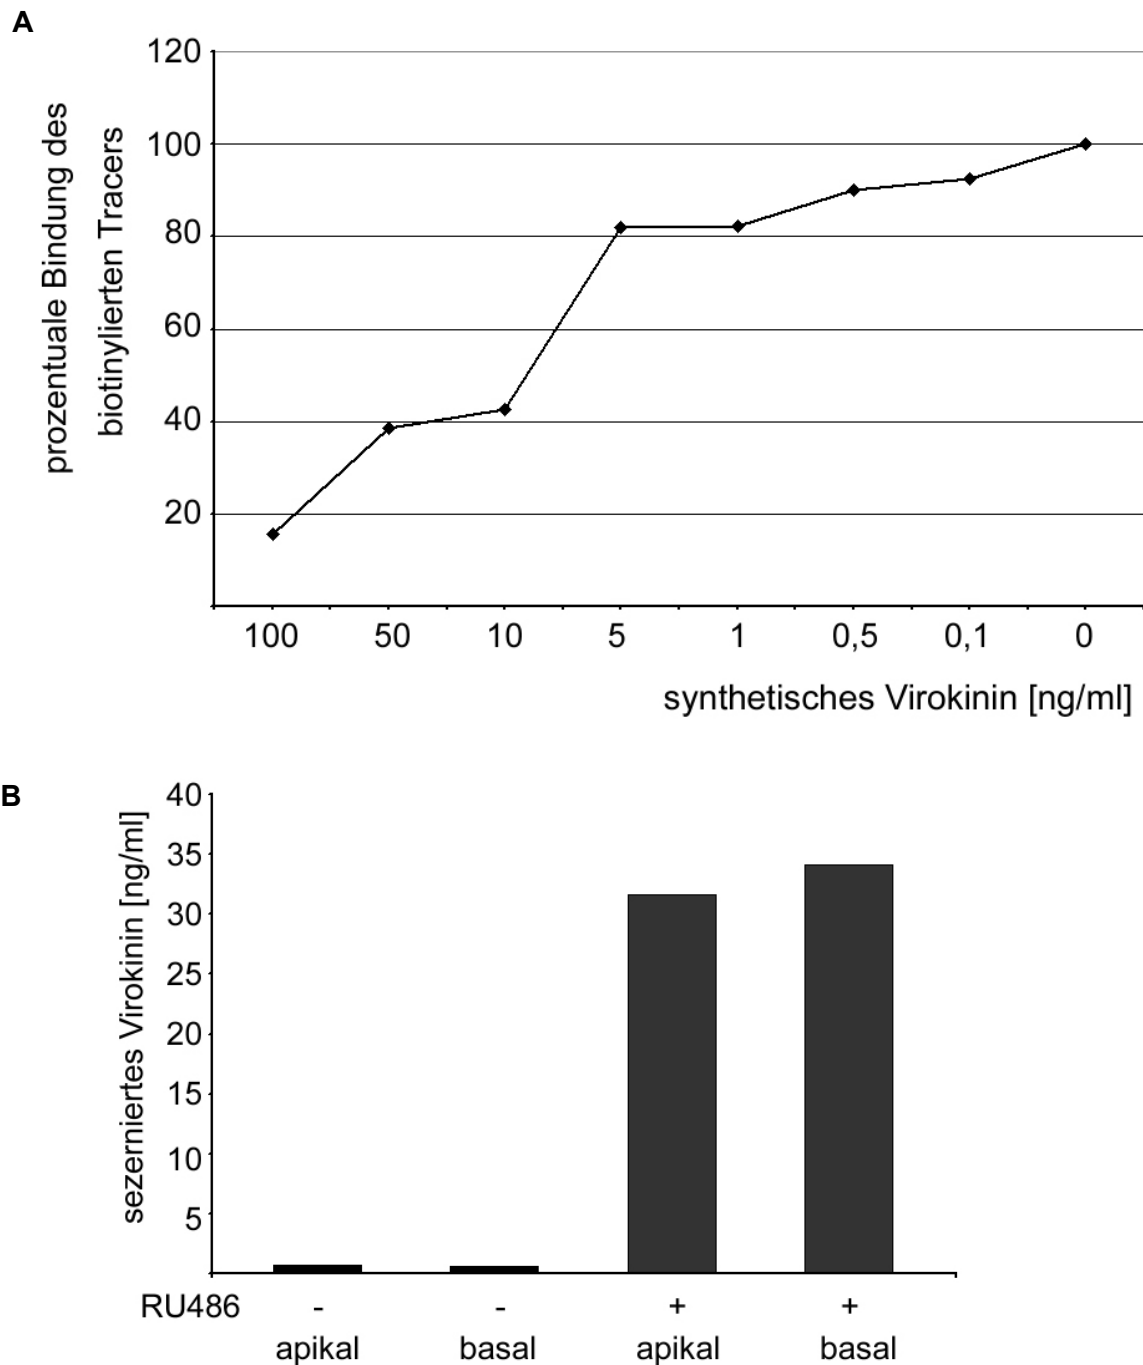 A
120
100
80
60
40
20
prozentuale Bindung des
biotinylierten Tracers
100 50 10 5 1 0,5 0,1 0
synthetisches Virokinin [ng/ml]
B
40
35
30
25
20
15
10
5
sezerniertes Virokinin [ng/ml]
RU486 - - + +
apikal basal apikal basal